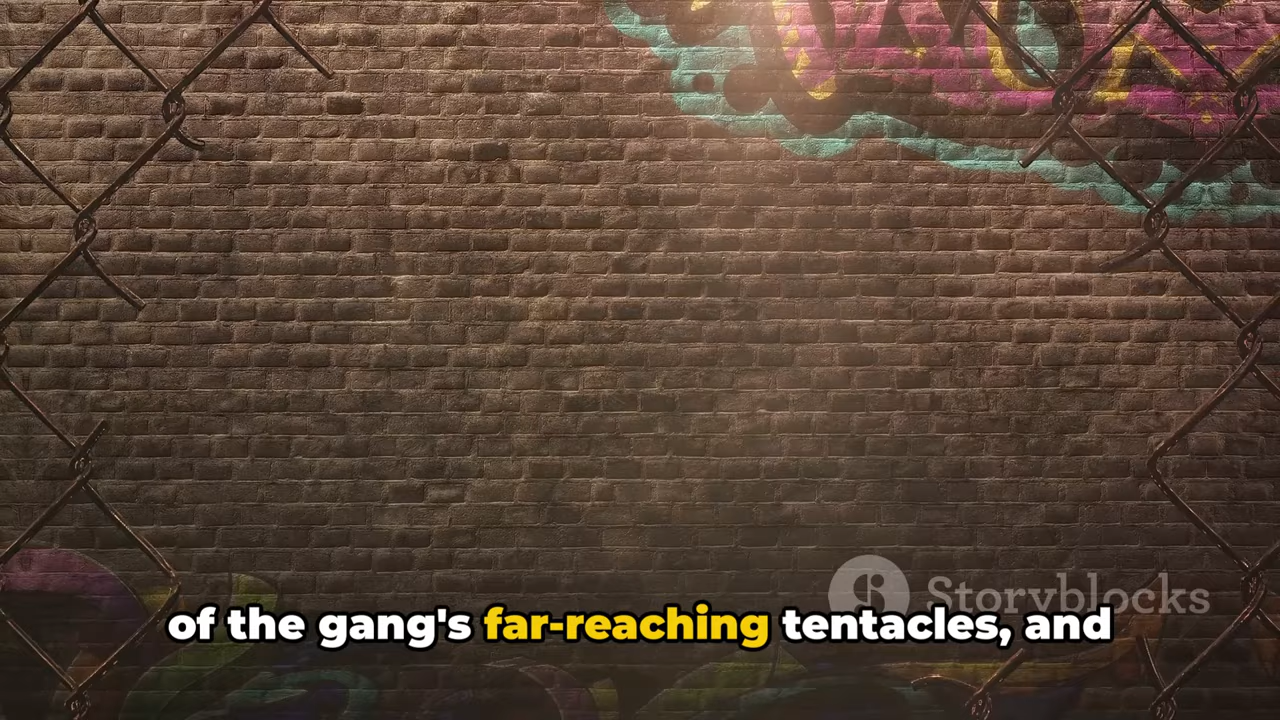 Storyblocks
of the gang's far-reaching tentacles, and